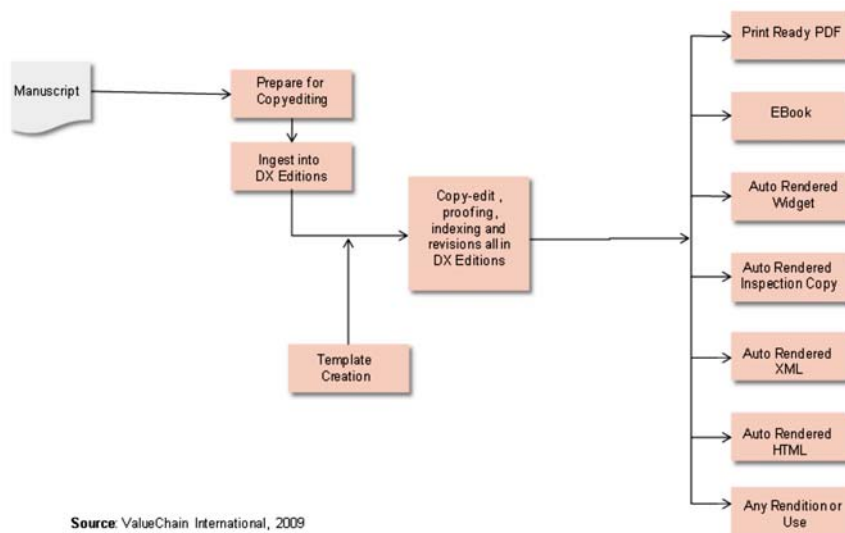 Manuscript
Prepare for
Copyediting
Ingest into
DX Editions
Copy-edit ,
proofing,
indexing and
revisions all in
DX Editions
Template
Creation
Print Ready PDF
EBook
Auto Rendered
Widget
Auto Rendered
Inspection Copy
Auto Rendered
XML
Auto Rendered
HTML
Any Rendition or
Use
Source: ValueChain International, 2009